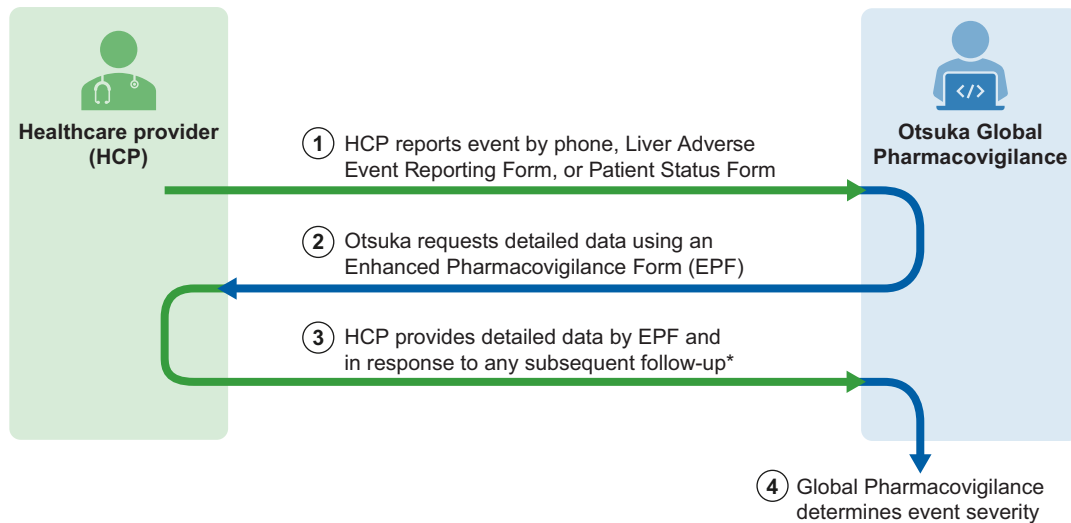 Healthcare provider
(HCP)
</>
Otsuka Global
Pharmacovigilance
1 HCP reports event by phone, Liver Adverse
Event Reporting Form, or Patient Status Form
2 Otsuka requests detailed data using an
Enhanced Pharmacovigilance Form (EPF)
3 HCP provides detailed data by EPF and
in response to any subsequent follow-up*
4 Global Pharmacovigilance
determines event severity